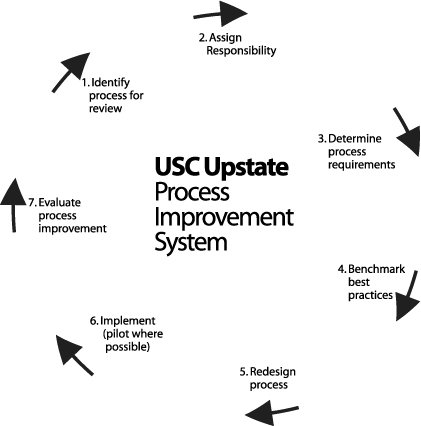 USC Upstate
Process
Improvement
System
1. Identify
process for
review
2. Assign
Responsibility
3. Determine
process
requirements
4. Benchmark
best
practices
5. Redesign
process
6. Implement
(pilot where
possible)
7. Evaluate
process
improvement